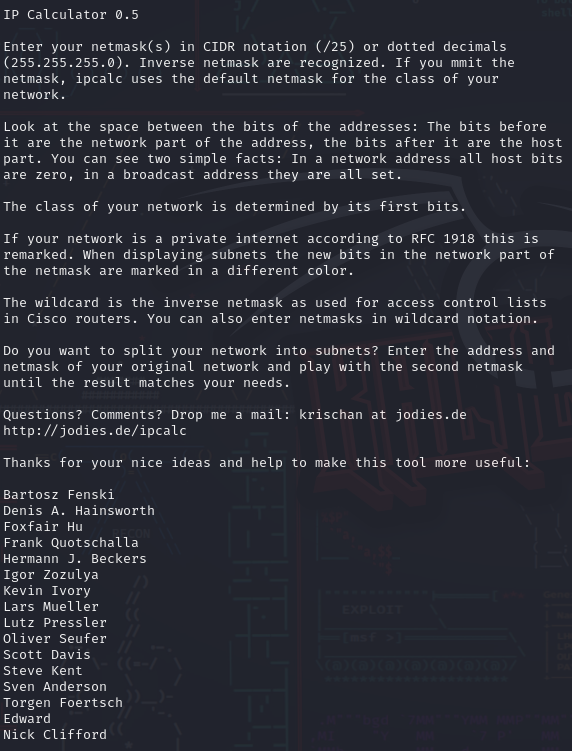 IP Calculator 0.5
Enter your netmask(s) in CIDR notation (/25) or dotted decimals
(255.255.255.0). Inverse netmask are recognized. If you mmit the
netmask, ipcalc uses the default netmask for the class of your
network.
Look at the space between the bits of the addresses: The bits before
it are the network part of the address, the bits after it are the host
part. You can see two simple facts: In a network address all host bits
are zero, in a broadcast address they are all set.
The class of your network is determined by its first bits.
If your network is a private internet according to RFC 1918 this is
remarked. When displaying subnets the new bits in the network part of
the netmask are marked in a different color.
The wildcard is the inverse netmask as used for access control lists
in Cisco routers. You can also enter netmasks in wildcard notation.
Do you want to split your network into subnets? Enter the address and
netmask of your original network and play with the second netmask
until the result matches your needs.
Questions? Comments? Drop me a mail: krischan at jodies.de
http://jodies.de/ipcalc
Thanks for your nice ideas and help to make this tool more useful:
Bartosz Fenski
Denis A. Hainsworth
Foxfair Hu
Frank Quotschalla
Hermann J. Beckers
Igor Zozulya
Kevin Ivory
Lars Mueller
Lutz Pressler
Oliver Seufer
Scott Davis
Steve Kent
Sven Anderson
Torgen Foertsch
Edward
Nick Clifford
EXPLOIT
[msf >]
RECON